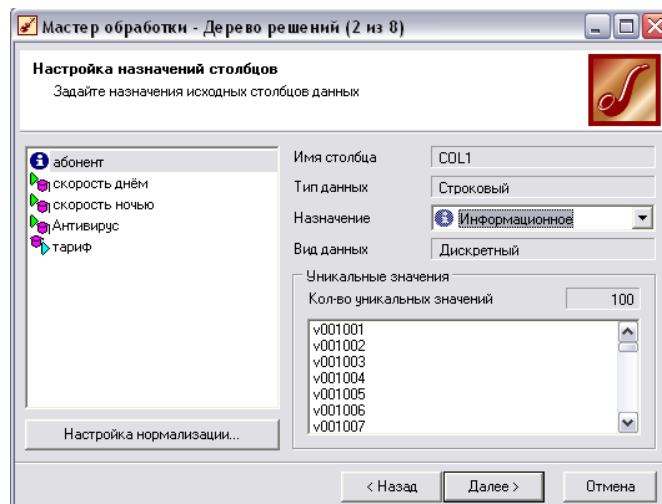 Мастер обработки - Дерево решений (2 из 8)
Настройка назначений столбцов
Задайте назначения исходных столбцов данных
абонент
скорость днём
скорость ночью
Антивирус
тариф
Настройка нормализации...
Имя столбца COL1
Тип данных Строковый
Назначение Информационное
Вид данных Дискретный
Уникальные значения
Кол-во уникальных значений 100
v001001
v001002
v001003
v001004
v001005
v001006
v001007
< Назад Далее > Отмена